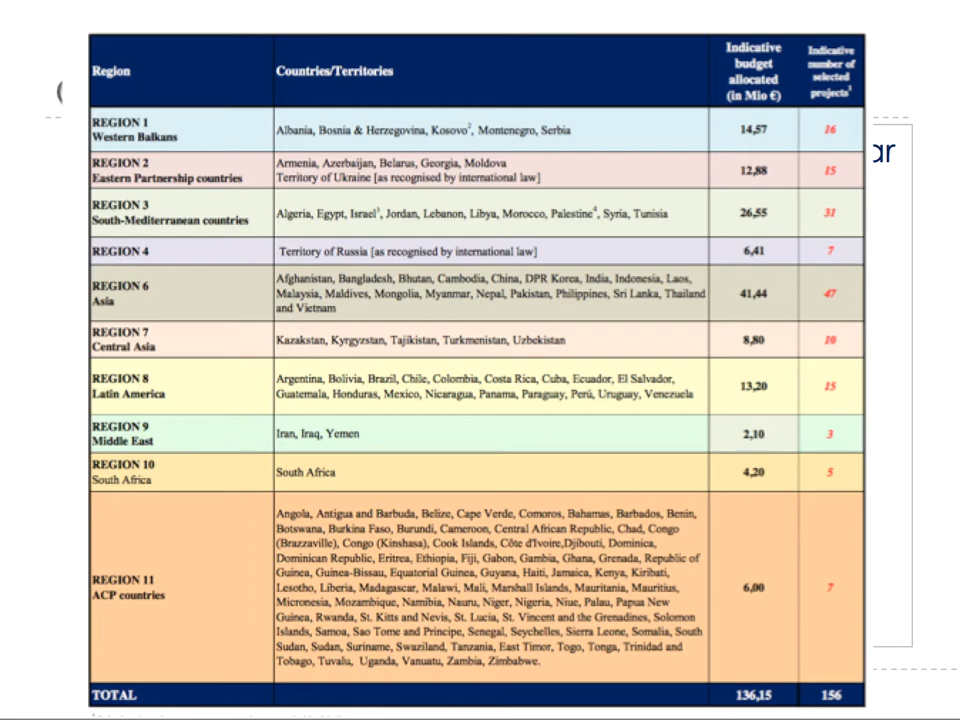 Region
Countries/Territories
Indicative
budget
allocated
(in Mio €)
Indicative
number of
selected
projects¹
REGION 1
Western Balkans
Albania, Bosnia & Herzegovina, Kosovo², Montenegro, Serbia
14,57
16
REGION 2
Eastern Partnership countries
Armenia, Azerbaijan, Belarus, Georgia, Moldova
Territory of Ukraine [as recognised by international law]
12,88
15
REGION 3
South-Mediterranean countries
Algeria, Egypt, Israel³, Jordan, Lebanon, Libya, Morocco, Palestine⁴, Syria, Tunisia
26,55
31
REGION 4
Territory of Russia [as recognised by international law]
6,41
7
REGION 6
Asia
Afghanistan, Bangladesh, Bhutan, Cambodia, China, DPR Korea, India, Indonesia, Laos,
Malaysia, Maldives, Mongolia, Myanmar, Nepal, Pakistan, Philippines, Sri Lanka, Thailand
and Vietnam
41,44
47
REGION 7
Central Asia
Kazakstan, Kyrgyzstan, Tajikistan, Turkmenistan, Uzbekistan
8,80
10
REGION 8
Latin America
Argentina, Bolivia, Brazil, Chile, Colombia, Costa Rica, Cuba, Ecuador, El Salvador,
Guatemala, Honduras, Mexico, Nicaragua, Panama, Paraguay, Perú, Uruguay, Venezuela
13,20
15
REGION 9
Middle East
Iran, Iraq, Yemen
2,10
3
REGION 10
South Africa
South Africa
4,20
5
REGION 11
ACP countries
Angola, Antigua and Barbuda, Belize, Cape Verde, Comoros, Bahamas, Barbados, Benin,
Botswana, Burkina Faso, Burundi, Cameroon, Central African Republic, Chad, Congo
(Brazzaville), Congo (Kinshasa), Cook Islands, Côte d'Ivoire,Djibouti, Dominica,
Dominican Republic, Eritrea, Ethiopia, Fiji, Gabon, Gambia, Ghana, Grenada, Republic of
Guinea, Guinea-Bissau, Equatorial Guinea, Guyana, Haiti, Jamaica, Kenya, Kiribati,
Lesotho, Liberia, Madagascar, Malawi, Mali, Marshall Islands, Mauritania, Mauritius,
Micronesia, Mozambique, Namibia, Nauru, Niger, Nigeria, Niue, Palau, Papua New
Guinea, Rwanda, St. Kitts and Nevis, St. Lucia, St. Vincent and the Grenadines, Solomon
Islands, Samoa, Sao Tome and Principe, Senegal, Seychelles, Sierra Leone, Somalia, South
Sudan, Sudan, Suriname, Swaziland, Tanzania, East Timor, Togo, Tonga, Trinidad and
Tobago, Tuvalu, Uganda, Vanuatu, Zambia, Zimbabwe.
6,00
7
TOTAL
136,15
156
ar